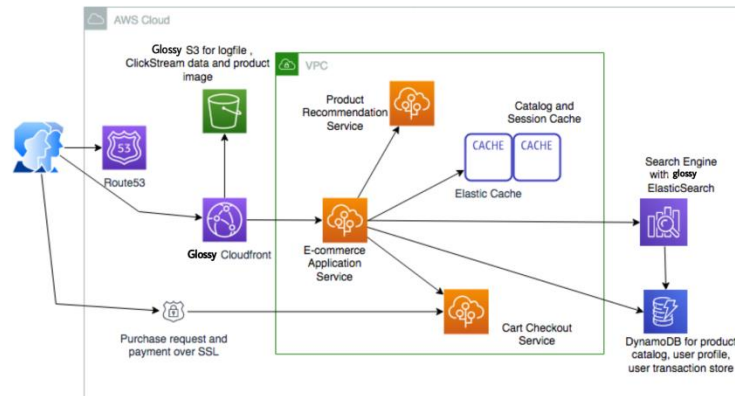 AWS Cloud
Glossy S3 for logfile ,
ClickStream data and product
image
VPC
Product
Recommendation
Service
Catalog and
Session Cache
CACHE
CACHE
Elastic Cache
Search Engine
with glossy
ElasticSearch
53
Route53
Glossy Cloudfront
E-commerce
Application
Service
Purchase request and
payment over SSL
Cart Checkout
Service
DynamoDB for product
catalog, user profile,
user transaction store